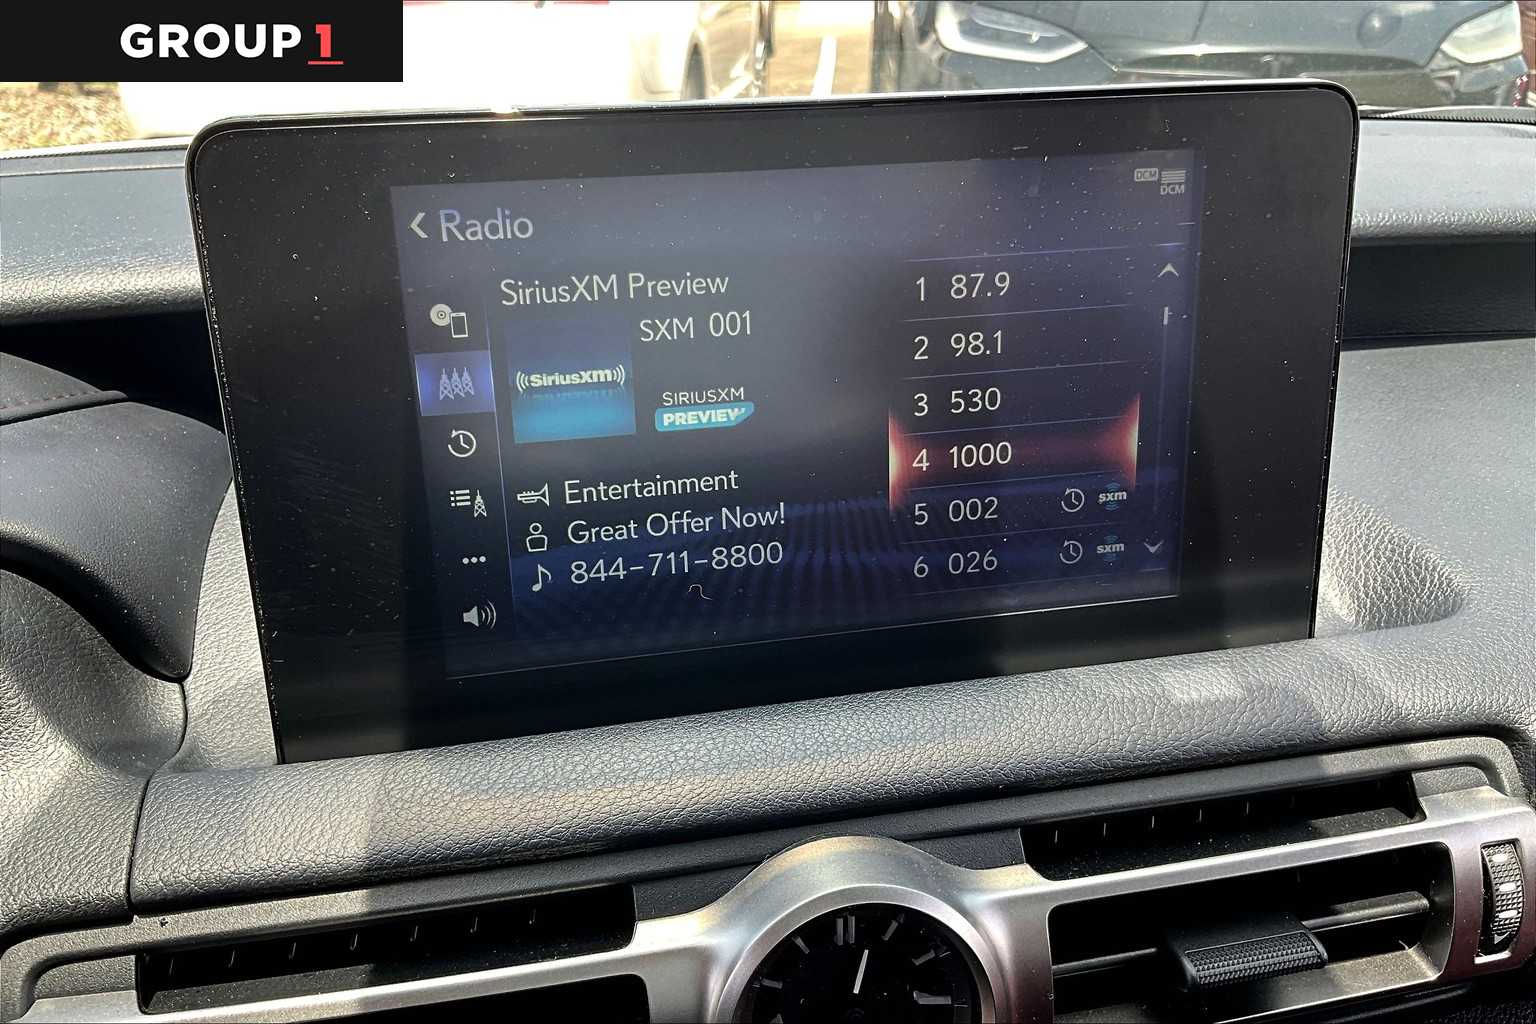 GROUP 1
DCM
DCM
Radio
SiriusXM Preview
SXM 001
((SiriusXM))
SIRIUSXM
PREVIEW
Entertainment
Great Offer Now!
844-711-8800
1 87.9
2 98.1
3 530
4 1000
5 002 sxm
6 026 sxm